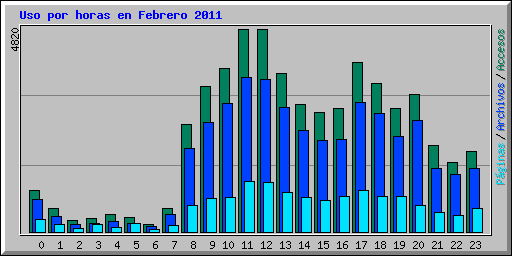 Uso por horas en Febrero 2011
4820
Páginas / Archivos / Accesos
0 1 2 3 4 5 6 7 8 9 10 11 12 13 14 15 16 17 18 19 20 21 22 23